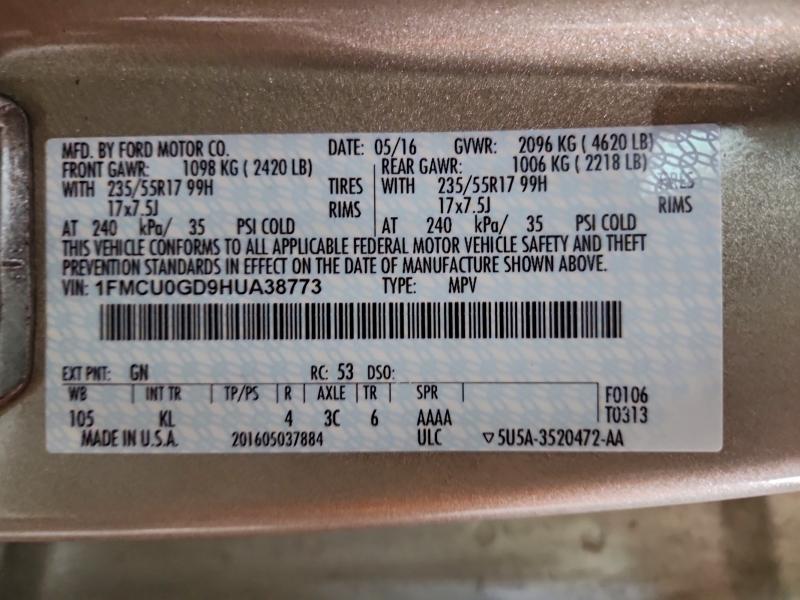 MFD. BY FORD MOTOR CO. DATE: 05/16 GVWR: 2096 KG ( 4620 LB)
FRONT GAWR: 1098 KG ( 2420 LB) REAR GAWR: 1006 KG ( 2218 LB)
WITH 235/55R17 99H TIRES WITH 235/55R17 99H TIRES
17x7.5J RIMS 17x7.5J RIMS
AT 240 kPa/ 35 PSI COLD AT 240 kPa/ 35 PSI COLD
THIS VEHICLE CONFORMS TO ALL APPLICABLE FEDERAL MOTOR VEHICLE SAFETY AND THEFT
PREVENTION STANDARDS IN EFFECT ON THE DATE OF MANUFACTURE SHOWN ABOVE.
VIN: 1FMCU0GD9HUA38773 TYPE: MPV
EXT PNT: GN RC: 53 DSO:
WB INT TR TP/PS R AXLE TR SPR F0106
105 KL 4 3C 6 AAAA T0313
MADE IN U.S.A. 201605037884 ULC ▽5U5A-3520472-AA